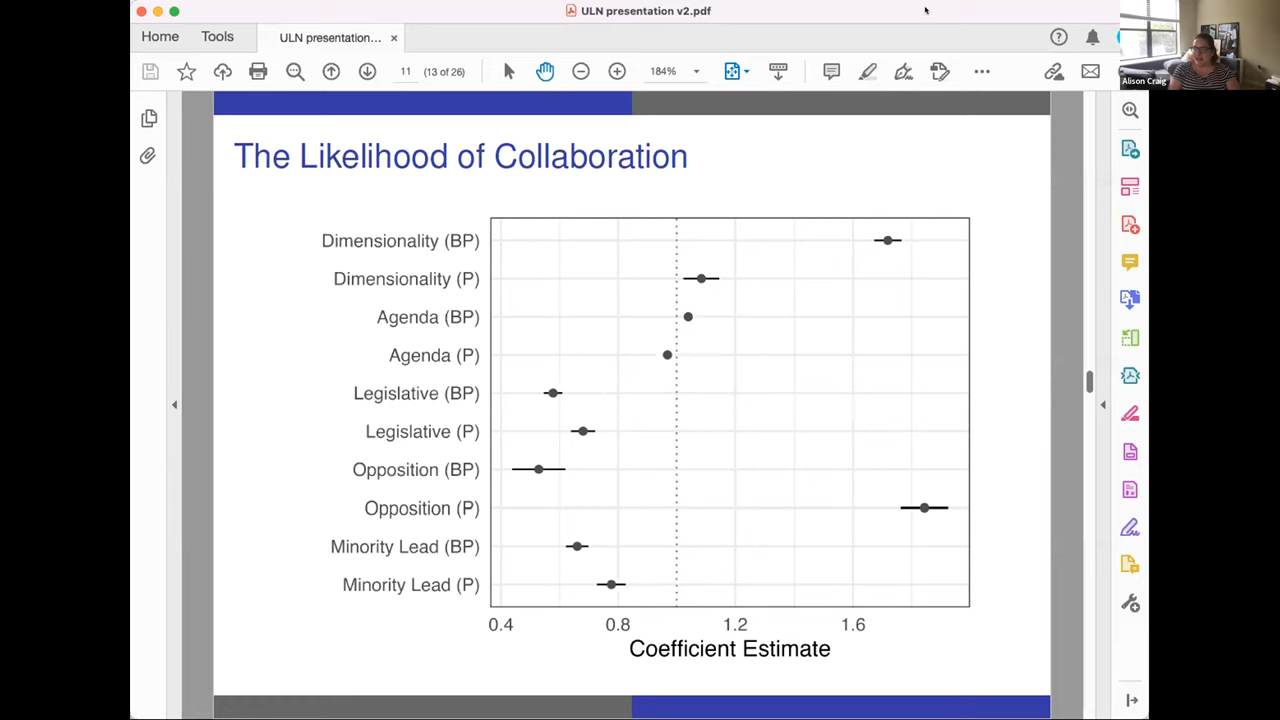 ULN presentation v2.pdf
Home
Tools
ULN presentation...
11
(13 of 26)
184%
Alison Craig
The Likelihood of Collaboration
Dimensionality (BP)
Dimensionality (P)
Agenda (BP)
Agenda (P)
Legislative (BP)
Legislative (P)
Opposition (BP)
Opposition (P)
Minority Lead (BP)
Minority Lead (P)
0.4 0.8 1.2 1.6
Coefficient Estimate